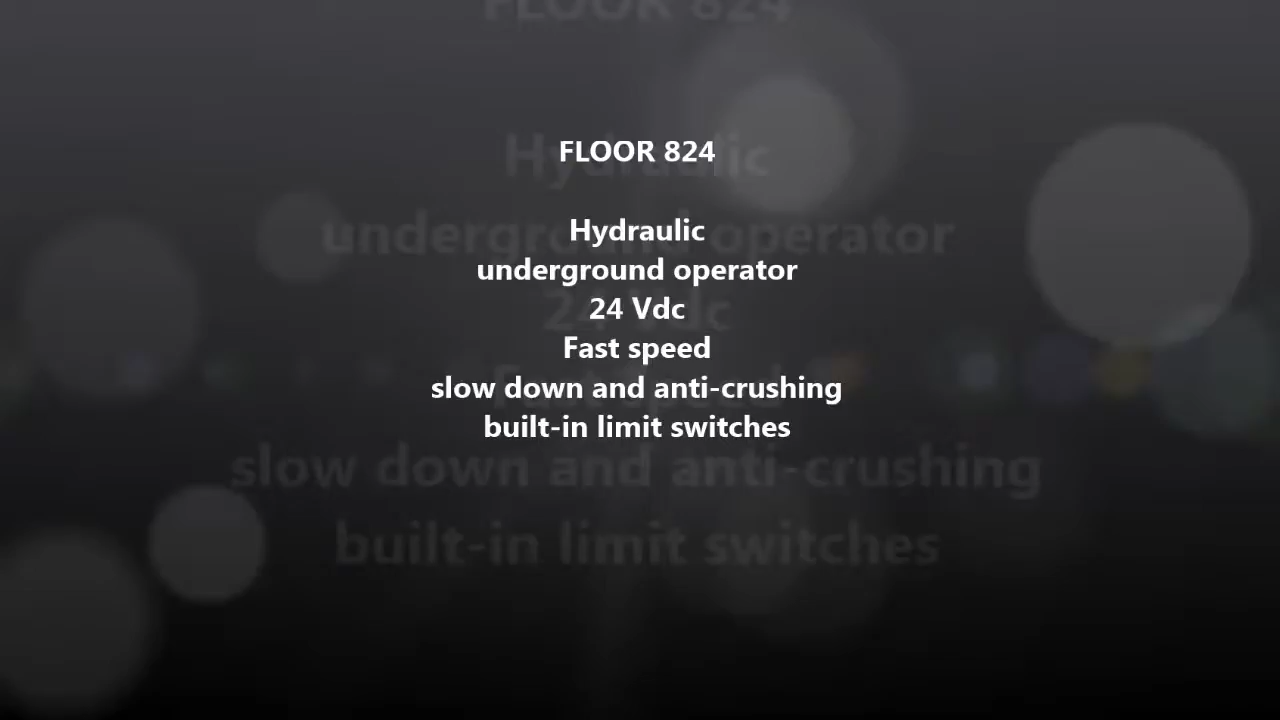 FLOOR 824
Hydraulic
underground operator
24 Vdc
Fast speed
slow down and anti-crushing
built-in limit switches